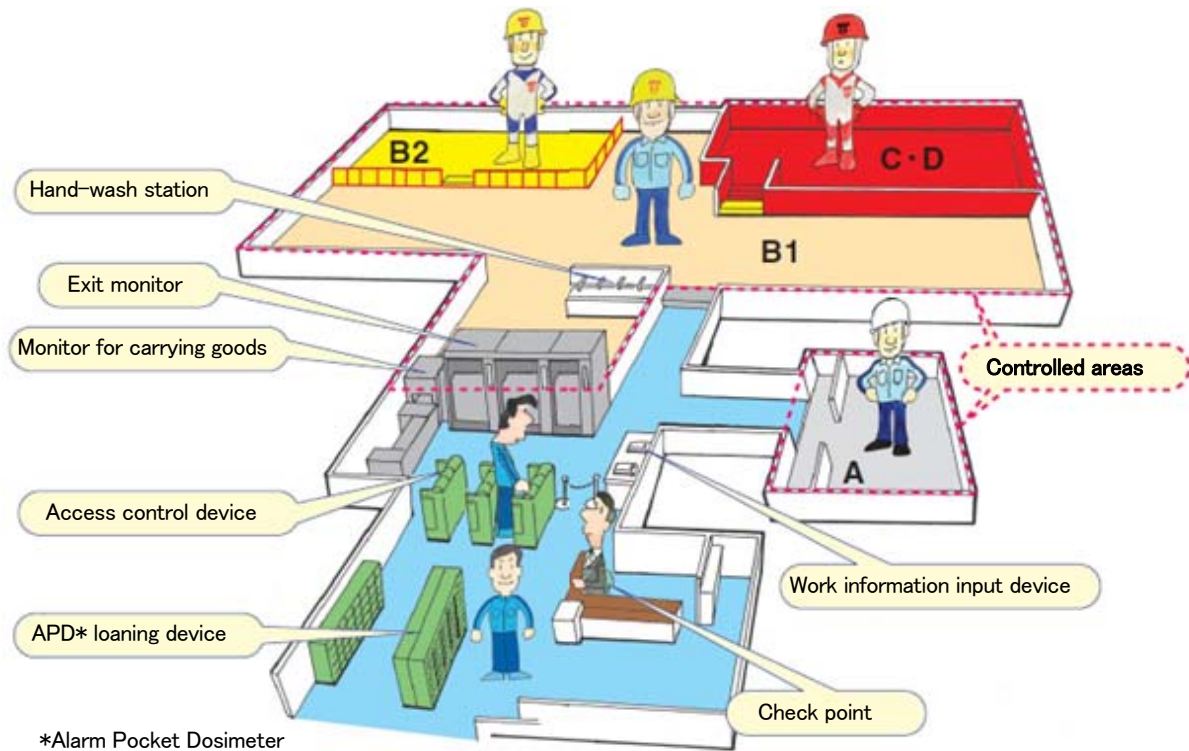 B2
C・D
Hand-wash station
B1
Exit monitor
Monitor for carrying goods
Controlled areas
A
Access control device
Work information input device
APD* loaning device
Check point
*Alarm Pocket Dosimeter